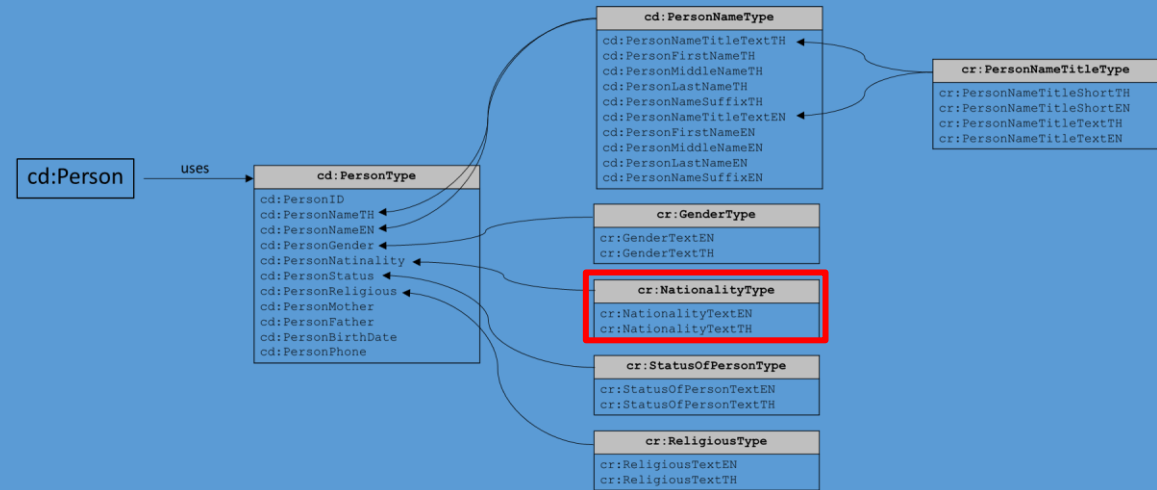 cd:Person
uses
cd:PersonType
cd:PersonID
cd:PersonNameTH
cd:PersonNameEN
cd:PersonGender
cd:PersonNatinality
cd:PersonStatus
cd:PersonReligious
cd:PersonMother
cd:PersonFather
cd:PersonBirthDate
cd:PersonPhone
cd:PersonNameType
cd:PersonNameTitleTextTH
cd:PersonFirstNameTH
cd:PersonMiddleNameTH
cd:PersonLastNameTH
cd:PersonNameSuffixTH
cd:PersonNameTitleTextEN
cd:PersonFirstNameEN
cd:PersonMiddleNameEN
cd:PersonLastNameEN
cd:PersonNameSuffixEN
cr:PersonNameTitleType
cr:PersonNameTitleShortTH
cr:PersonNameTitleShortEN
cr:PersonNameTitleTextTH
cr:PersonNameTitleTextEN
cr:GenderType
cr:GenderTextEN
cr:GenderTextTH
cr:NationalityType
cr:NationalityTextEN
cr:NationalityTextTH
cr:StatusOfPersonType
cr:StatusOfPersonTextEN
cr:StatusOfPersonTextTH
cr:ReligiousType
cr:ReligiousTextEN
cr:ReligiousTextTH